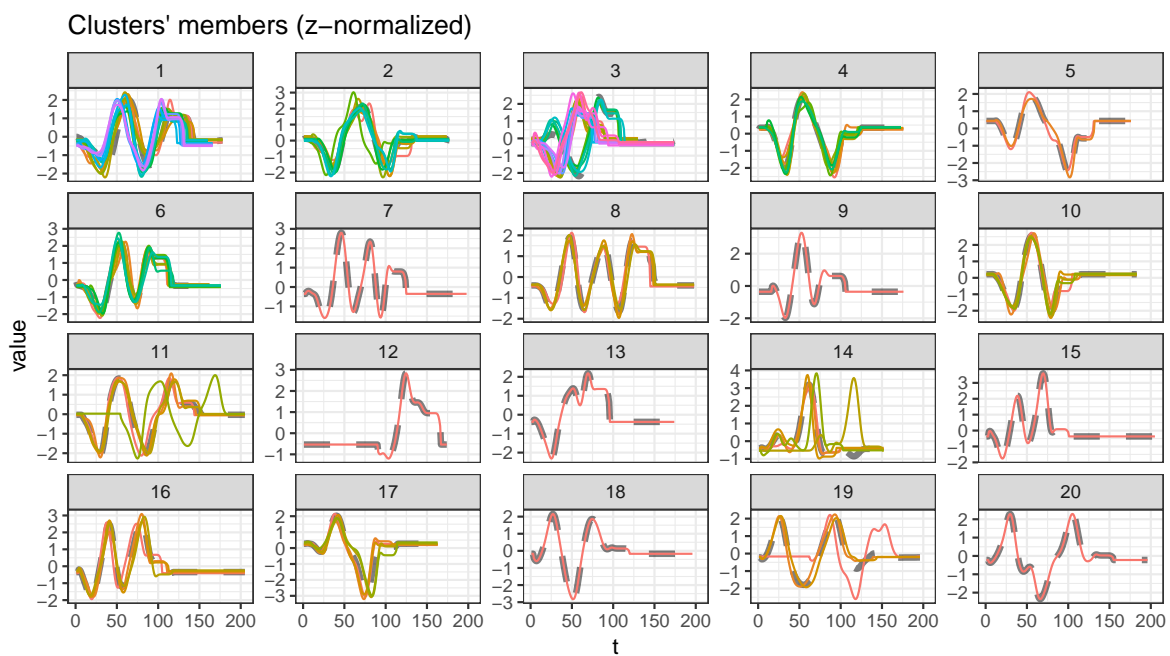 Clusters' members (z−normalized)
1 2 3 4 5
2 1 0 −1 −2
3 2 1 0 −1 −2
2 1 0 −1 −2
2 1 0 −1 −2
2 1 0 −1 −2 −3
6 7 8 9 10
3 2 1 0 −1 −2
3 2 1 0 −1
2 1 0 −1 −2
2 0 −2
2 1 0 −1 −2
value
11 12 13 14 15
2 1 0 −1 −2
3 2 1 0 −1
2 1 0 −1 −2
4 3 2 1 0 −1
3 2 1 0 −1 −2
16 17 18 19 20
3 2 1 0 −1 −2
2 1 0 −1 −2 −3
2 1 0 −1 −2 −3
2 1 0 −1 −2
2 1 0 −1 −2
0 50 100 150 200 0 50 100 150 200 0 50 100 150 200 0 50 100 150 200 0 50 100 150 200
t